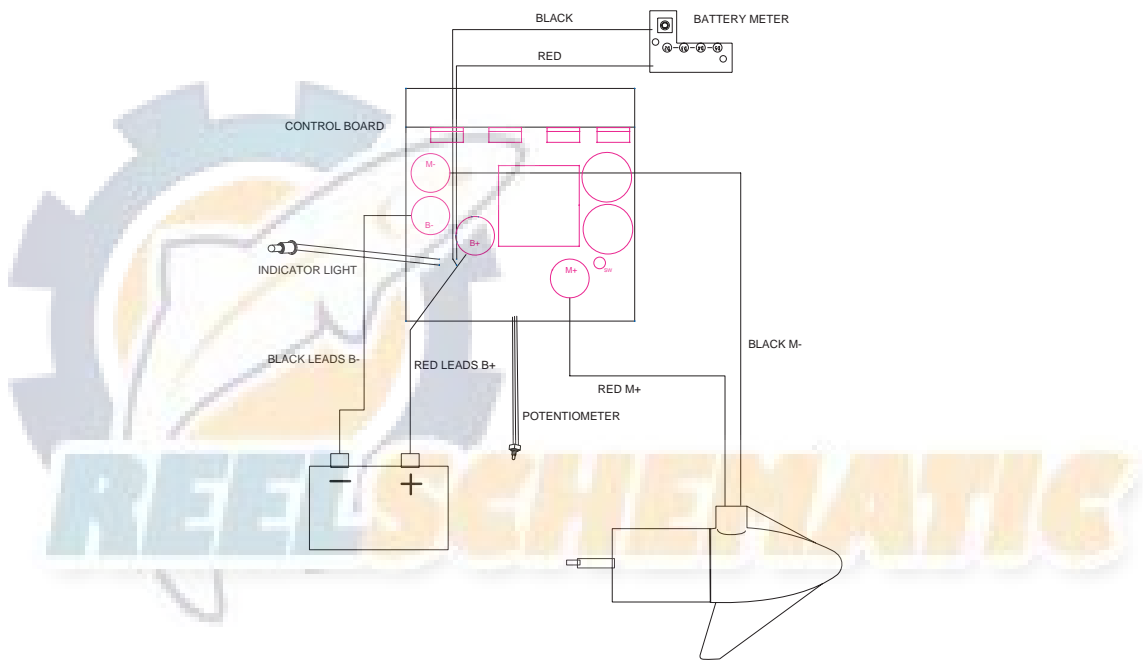 BLACK
BATTERY METER
RED
CONTROL BOARD
M-
B-
B+
INDICATOR LIGHT
M+
SW
BLACK LEADS B-
RED LEADS B+
BLACK M-
RED M+
POTENTIOMETER
REELSCHEMATIC
− +